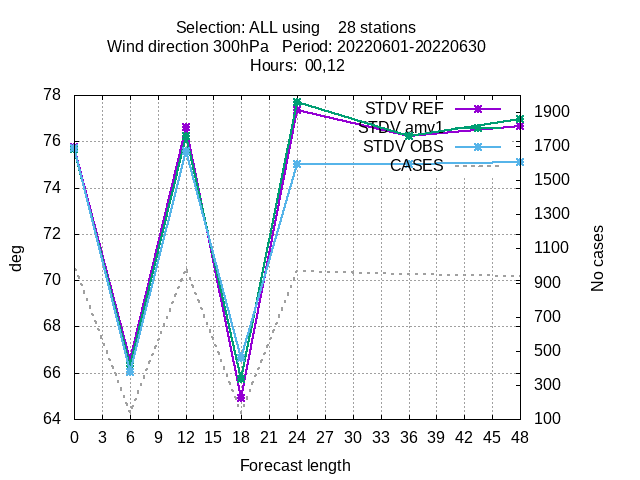 Selection: ALL using 28 stations
Wind direction 300hPa Period: 20220601-20220630
Hours: 00,12
STDV REF
STDV amv1
STDV OBS
CASES
deg
78
76
74
72
70
68
66
64
No cases
1900
1700
1500
1300
1100
900
700
500
300
100
0 3 6 9 12 15 18 21 24 27 30 33 36 39 42 45 48
Forecast length